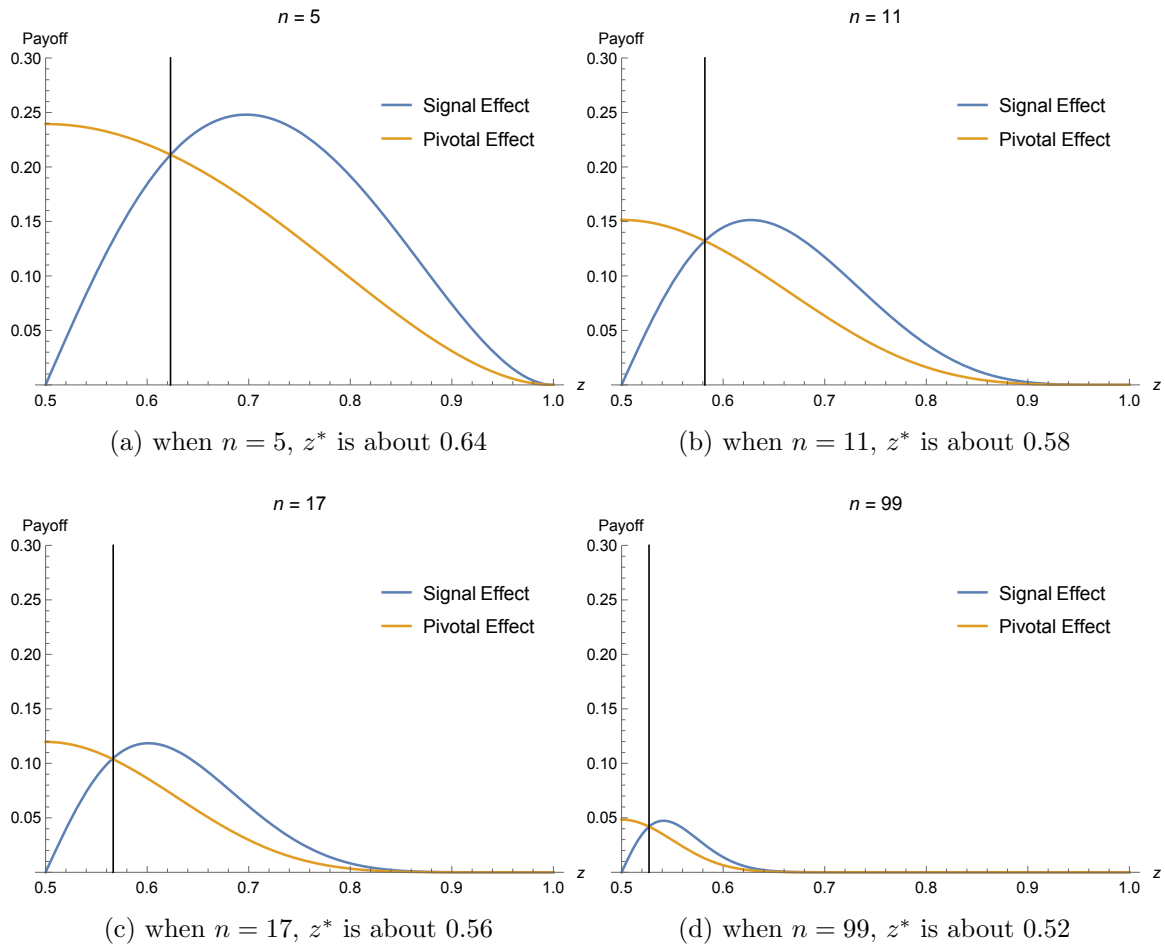 n = 5
Payoff
0.30
0.25
0.20
0.15
0.10
0.05
Signal Effect
Pivotal Effect
0.5 0.6 0.7 0.8 0.9 1.0 z
(a) when n = 5, z* is about 0.64
n = 11
Payoff
0.30
0.25
0.20
0.15
0.10
0.05
Signal Effect
Pivotal Effect
0.5 0.6 0.7 0.8 0.9 1.0 z
(b) when n = 11, z* is about 0.58
n = 17
Payoff
0.30
0.25
0.20
0.15
0.10
0.05
Signal Effect
Pivotal Effect
0.5 0.6 0.7 0.8 0.9 1.0 z
(c) when n = 17, z* is about 0.56
n = 99
Payoff
0.30
0.25
0.20
0.15
0.10
0.05
Signal Effect
Pivotal Effect
0.5 0.6 0.7 0.8 0.9 1.0 z
(d) when n = 99, z* is about 0.52